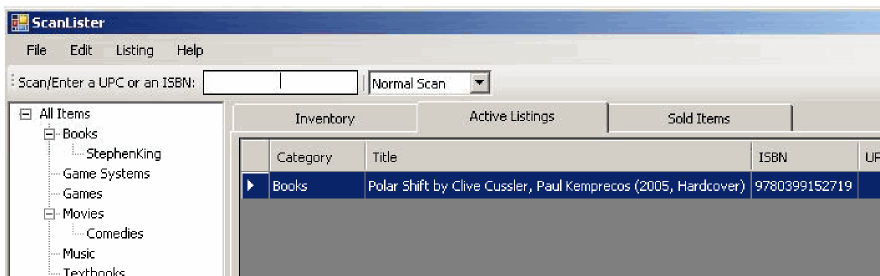 ScanLister
File Edit Listing Help
Scan/Enter a UPC or an ISBN: Normal Scan
All Items
Books
StephenKing
Game Systems
Games
Movies
Comedies
Music
Textbooks
Inventory Active Listings Sold Items
Category Title ISBN UP
Books Polar Shift by Clive Cussler, Paul Kemprecos (2005, Hardcover) 9780399152719